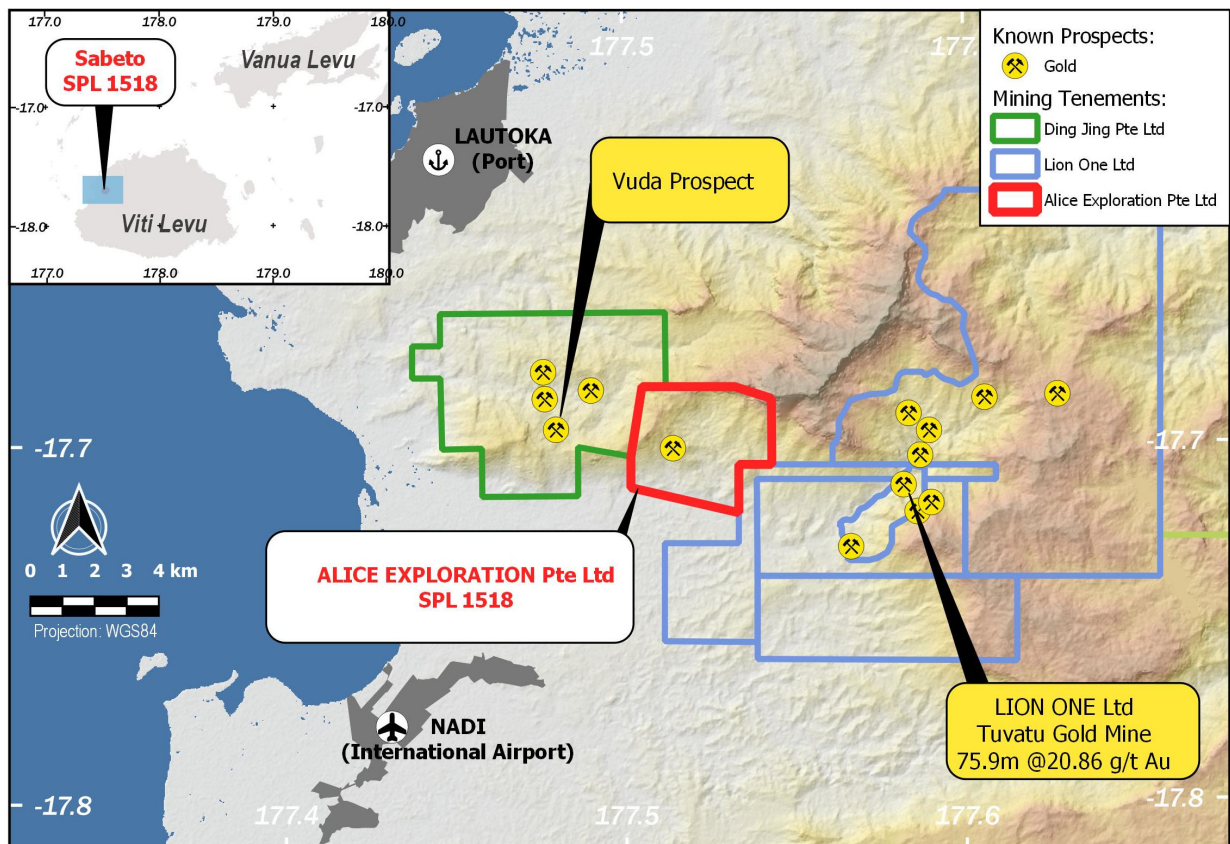 177.0
178.0
179.0
180.0
Sabeto
SPL 1518
Vanua Levu
-17.0
-17.0
Viti Levu
-18.0
-18.0
177.0
178.0
179.0
180.0
177.5
Known Prospects:
Gold
Mining Tenements:
Ding Jing Pte Ltd
Lion One Ltd
Alice Exploration Pte Ltd
LAUTOKA
(Port)
Vuda Prospect
-17.7
-17.7
0 1 2 3 4 km
Projection: WGS84
ALICE EXPLORATION Pte Ltd
SPL 1518
NADI
(International Airport)
LION ONE Ltd
Tuvatu Gold Mine
75.9m @20.86 g/t Au
-17.8
-17.8
177.4
177.5
177.6